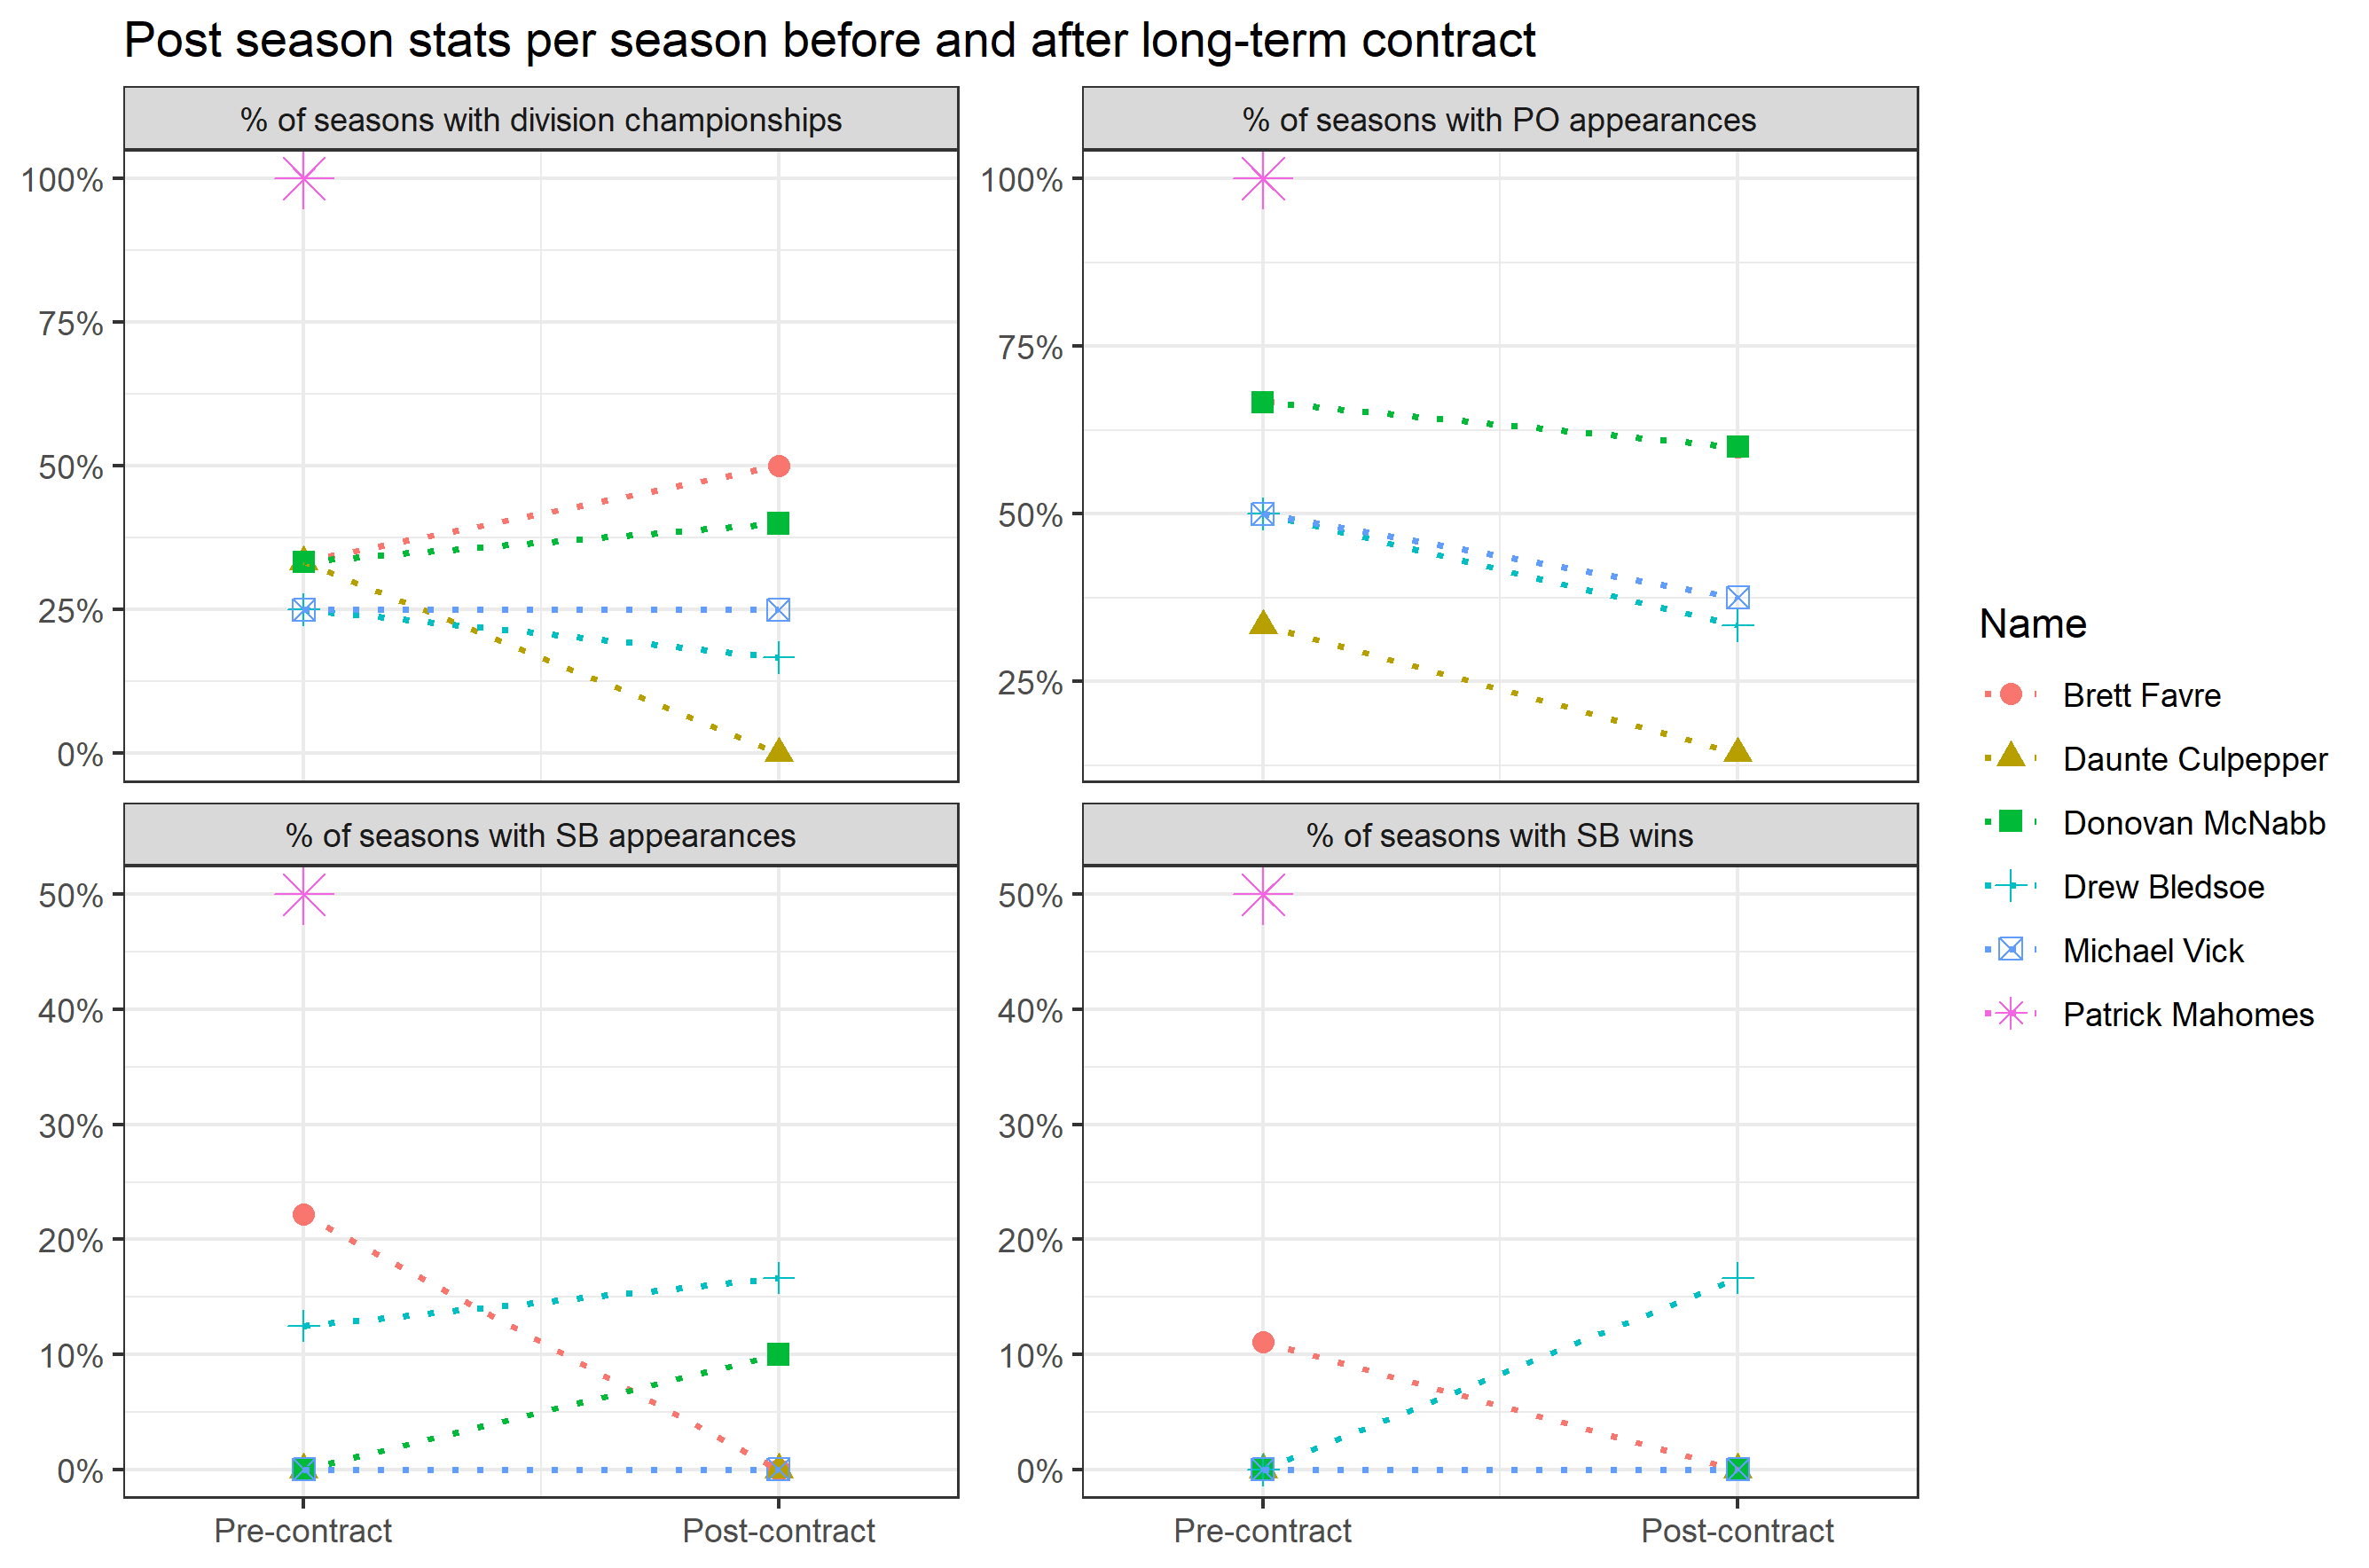 Post season stats per season before and after long-term contract
% of seasons with division championships
% of seasons with PO appearances
100%
75%
50%
25%
0%
100%
75%
50%
25%
% of seasons with SB appearances
% of seasons with SB wins
50%
40%
30%
20%
10%
0%
50%
40%
30%
20%
10%
0%
Pre-contract
Post-contract
Pre-contract
Post-contract
Name
Brett Favre
Daunte Culpepper
Donovan McNabb
Drew Bledsoe
Michael Vick
Patrick Mahomes